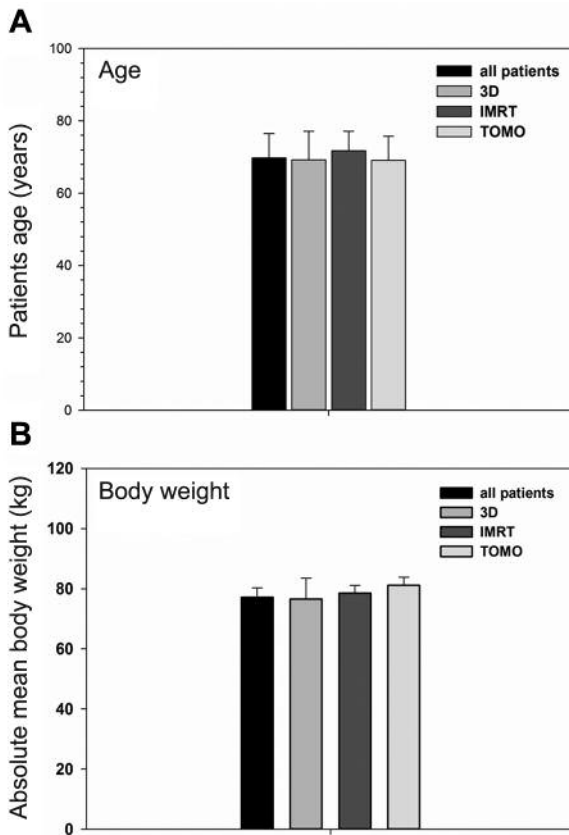 A
Age
all patients
3D
IMRT
TOMO
Patients age (years)
100
80
60
40
20
0
B
Body weight
all patients
3D
IMRT
TOMO
Absolute mean body weight (kg)
120
100
80
60
40
20
0